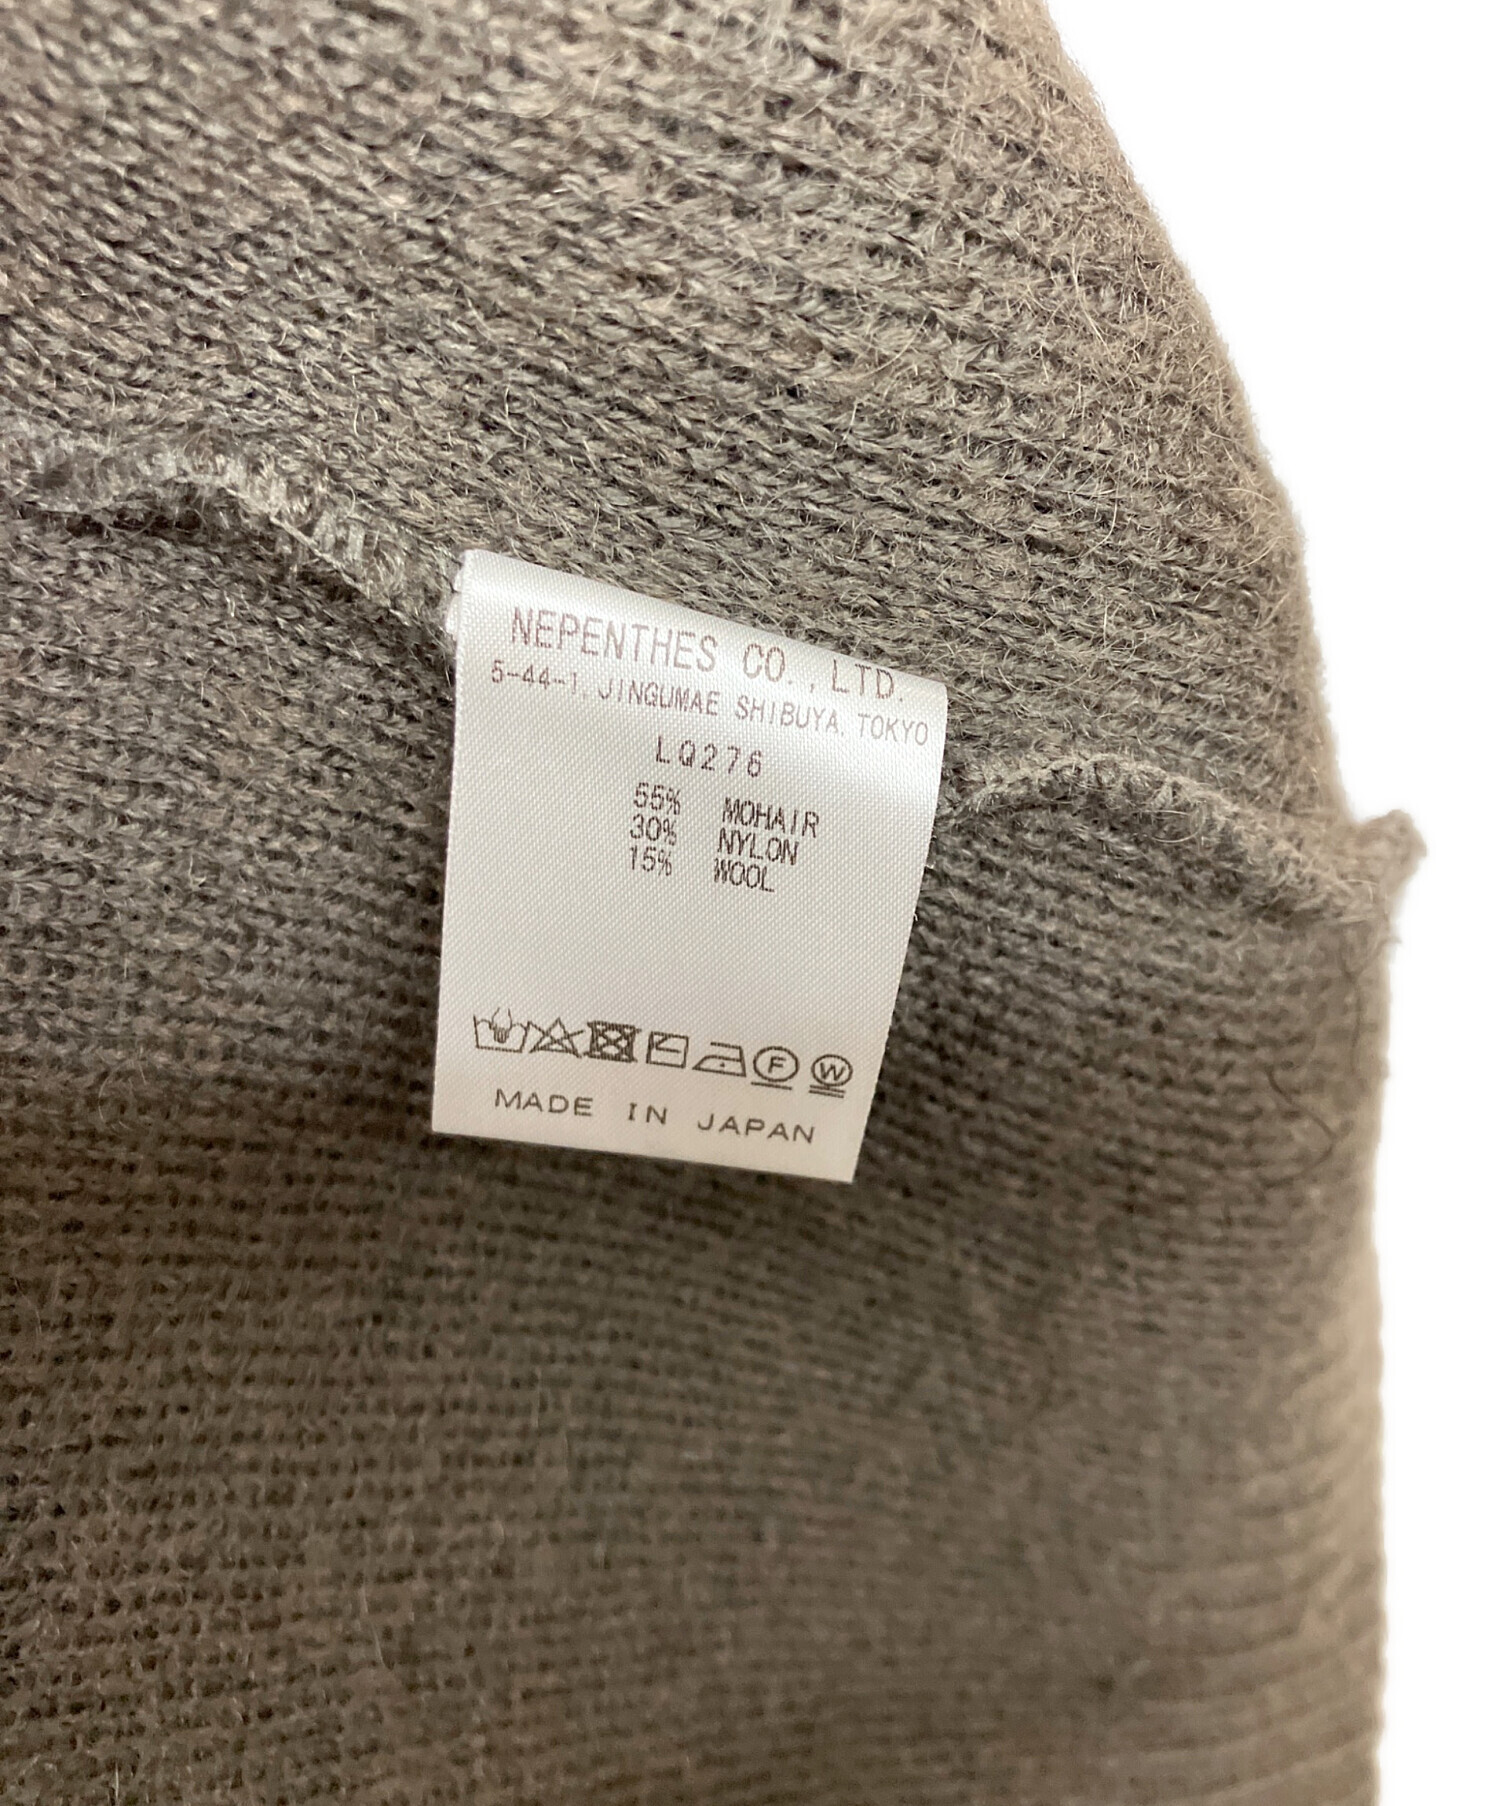 NEPENTHES CO.,LTD.
5-44-1, JINGUMAE SHIBUYA, TOKYO
LQ276
55% MOHAIR
30% NYLON
15% WOOL
F W
MADE IN JAPAN